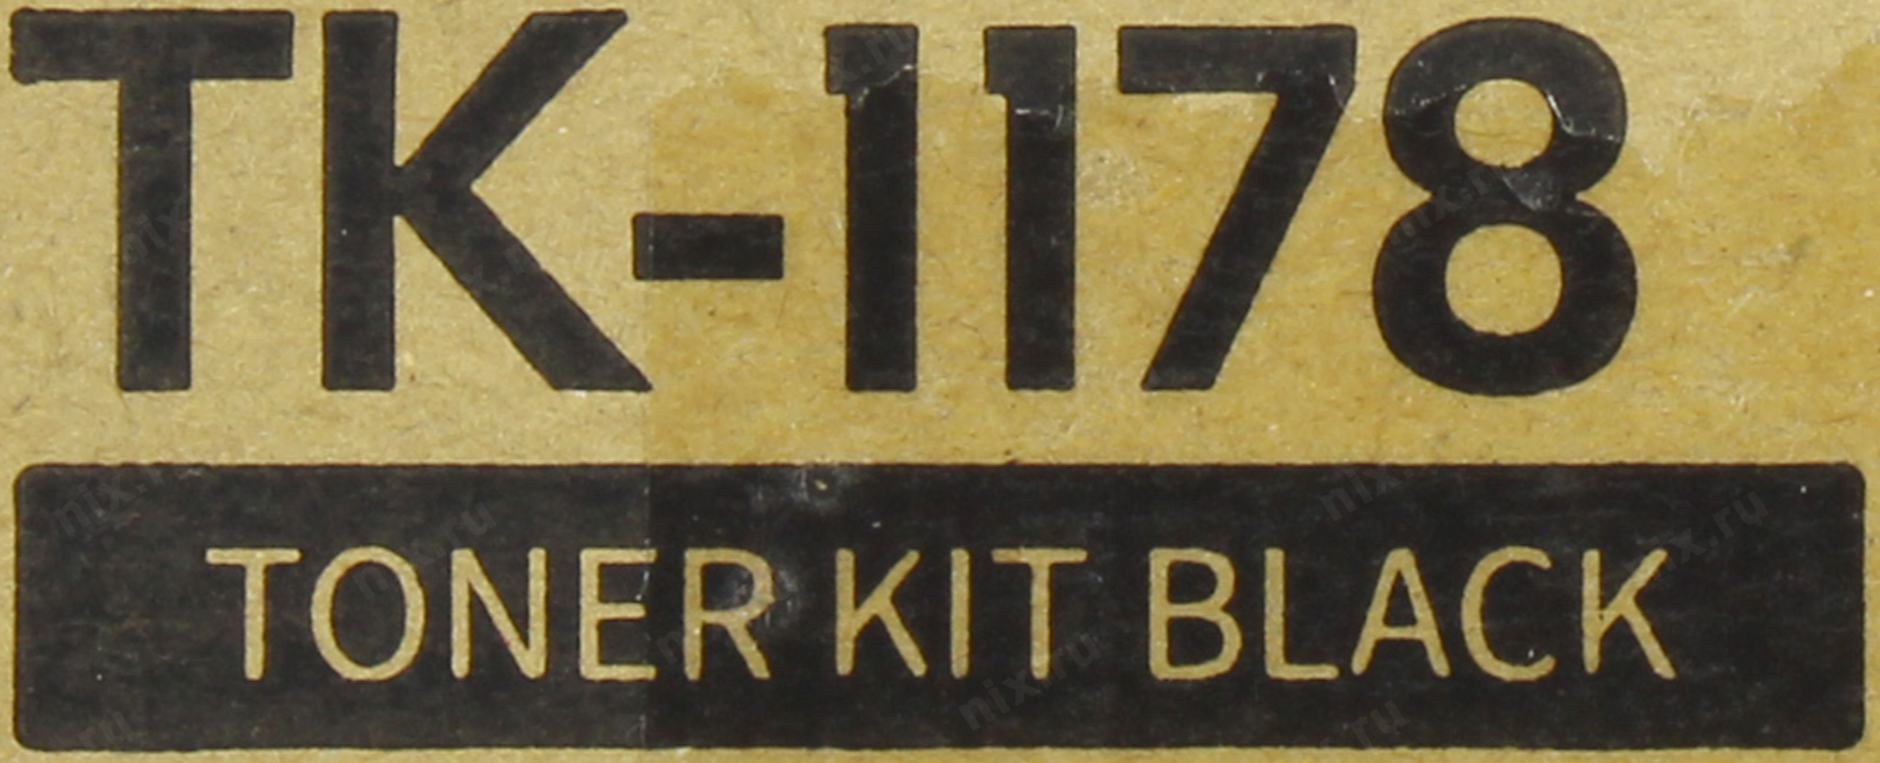 TK-1178
TONER KIT BLACK